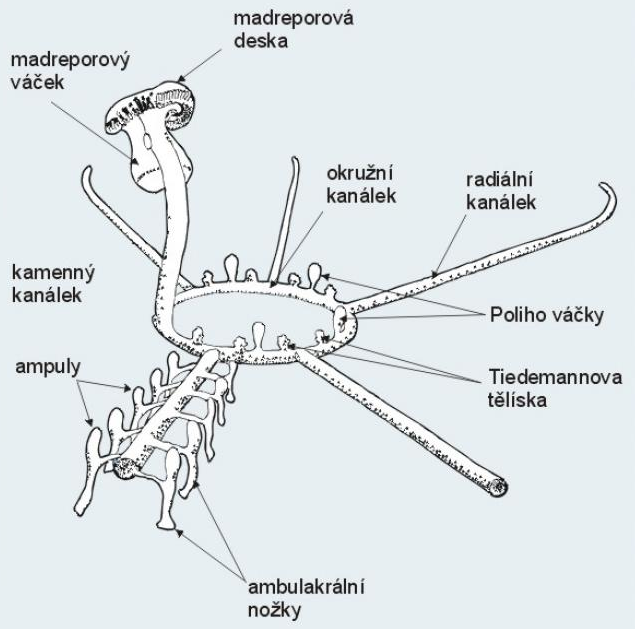 madreporová
deska
madreporový
váček
okružní
kanálek
radiální
kanálek
kamenný
kanálek
Poliho váčky
ampuly
Tiedemannova
tělíska
ambulakrální
nožky